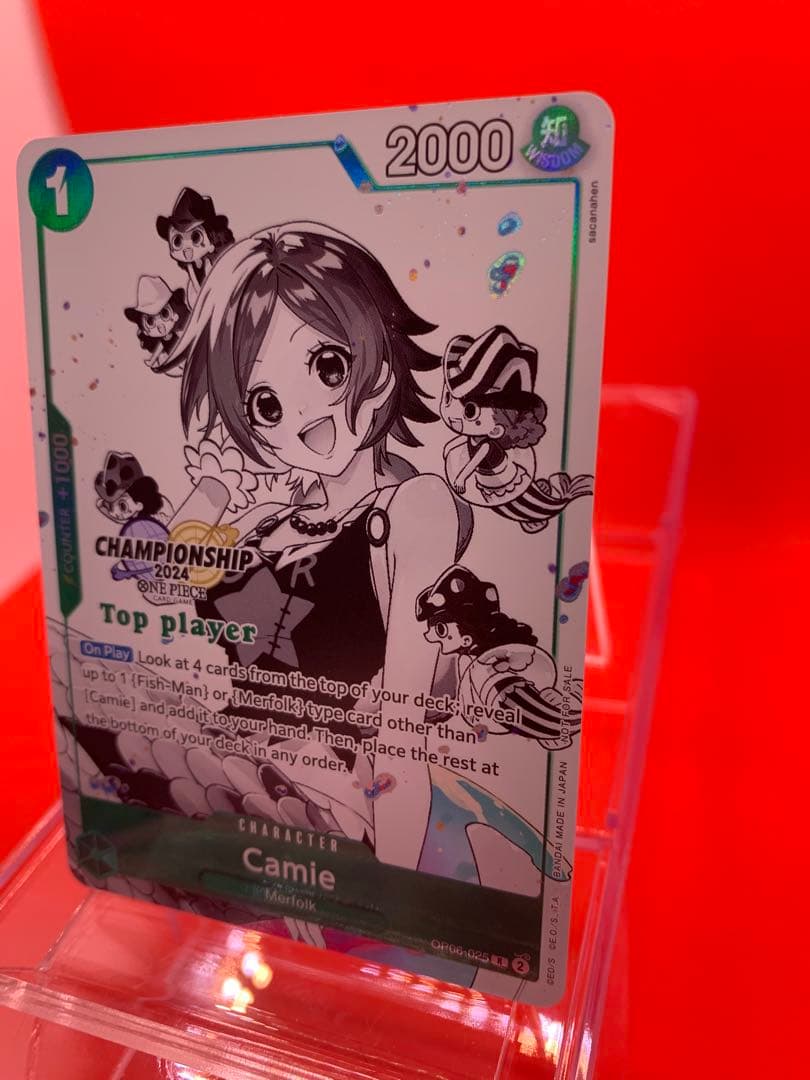 1
2000
知
WISDOM
sacanahen
COUNTER +1000
CHAMPIONSHIP
2024
ONE PIECE
CARD GAME
Top player
On Play Look at 4 cards from the top of your deck; reveal
up to 1 {Fish-Man} or {Merfolk} type card other than
[Camie] and add it to your hand. Then, place the rest at
the bottom of your deck in any order.
NOT FOR SALE
BANDAI MADE IN JAPAN
©ED/S ©E.O./S.,T.A.
CHARACTER
Camie
Merfolk
OP06-025 R 2